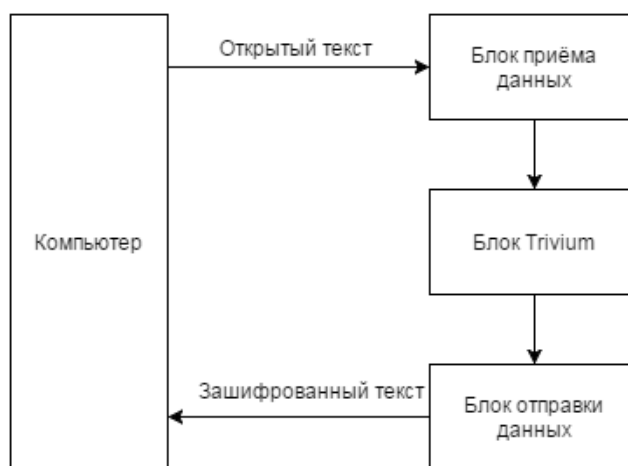 Открытый текст
Блок приёма
данных
Компьютер
Блок Trivium
Зашифрованный текст
Блок отправки
данных